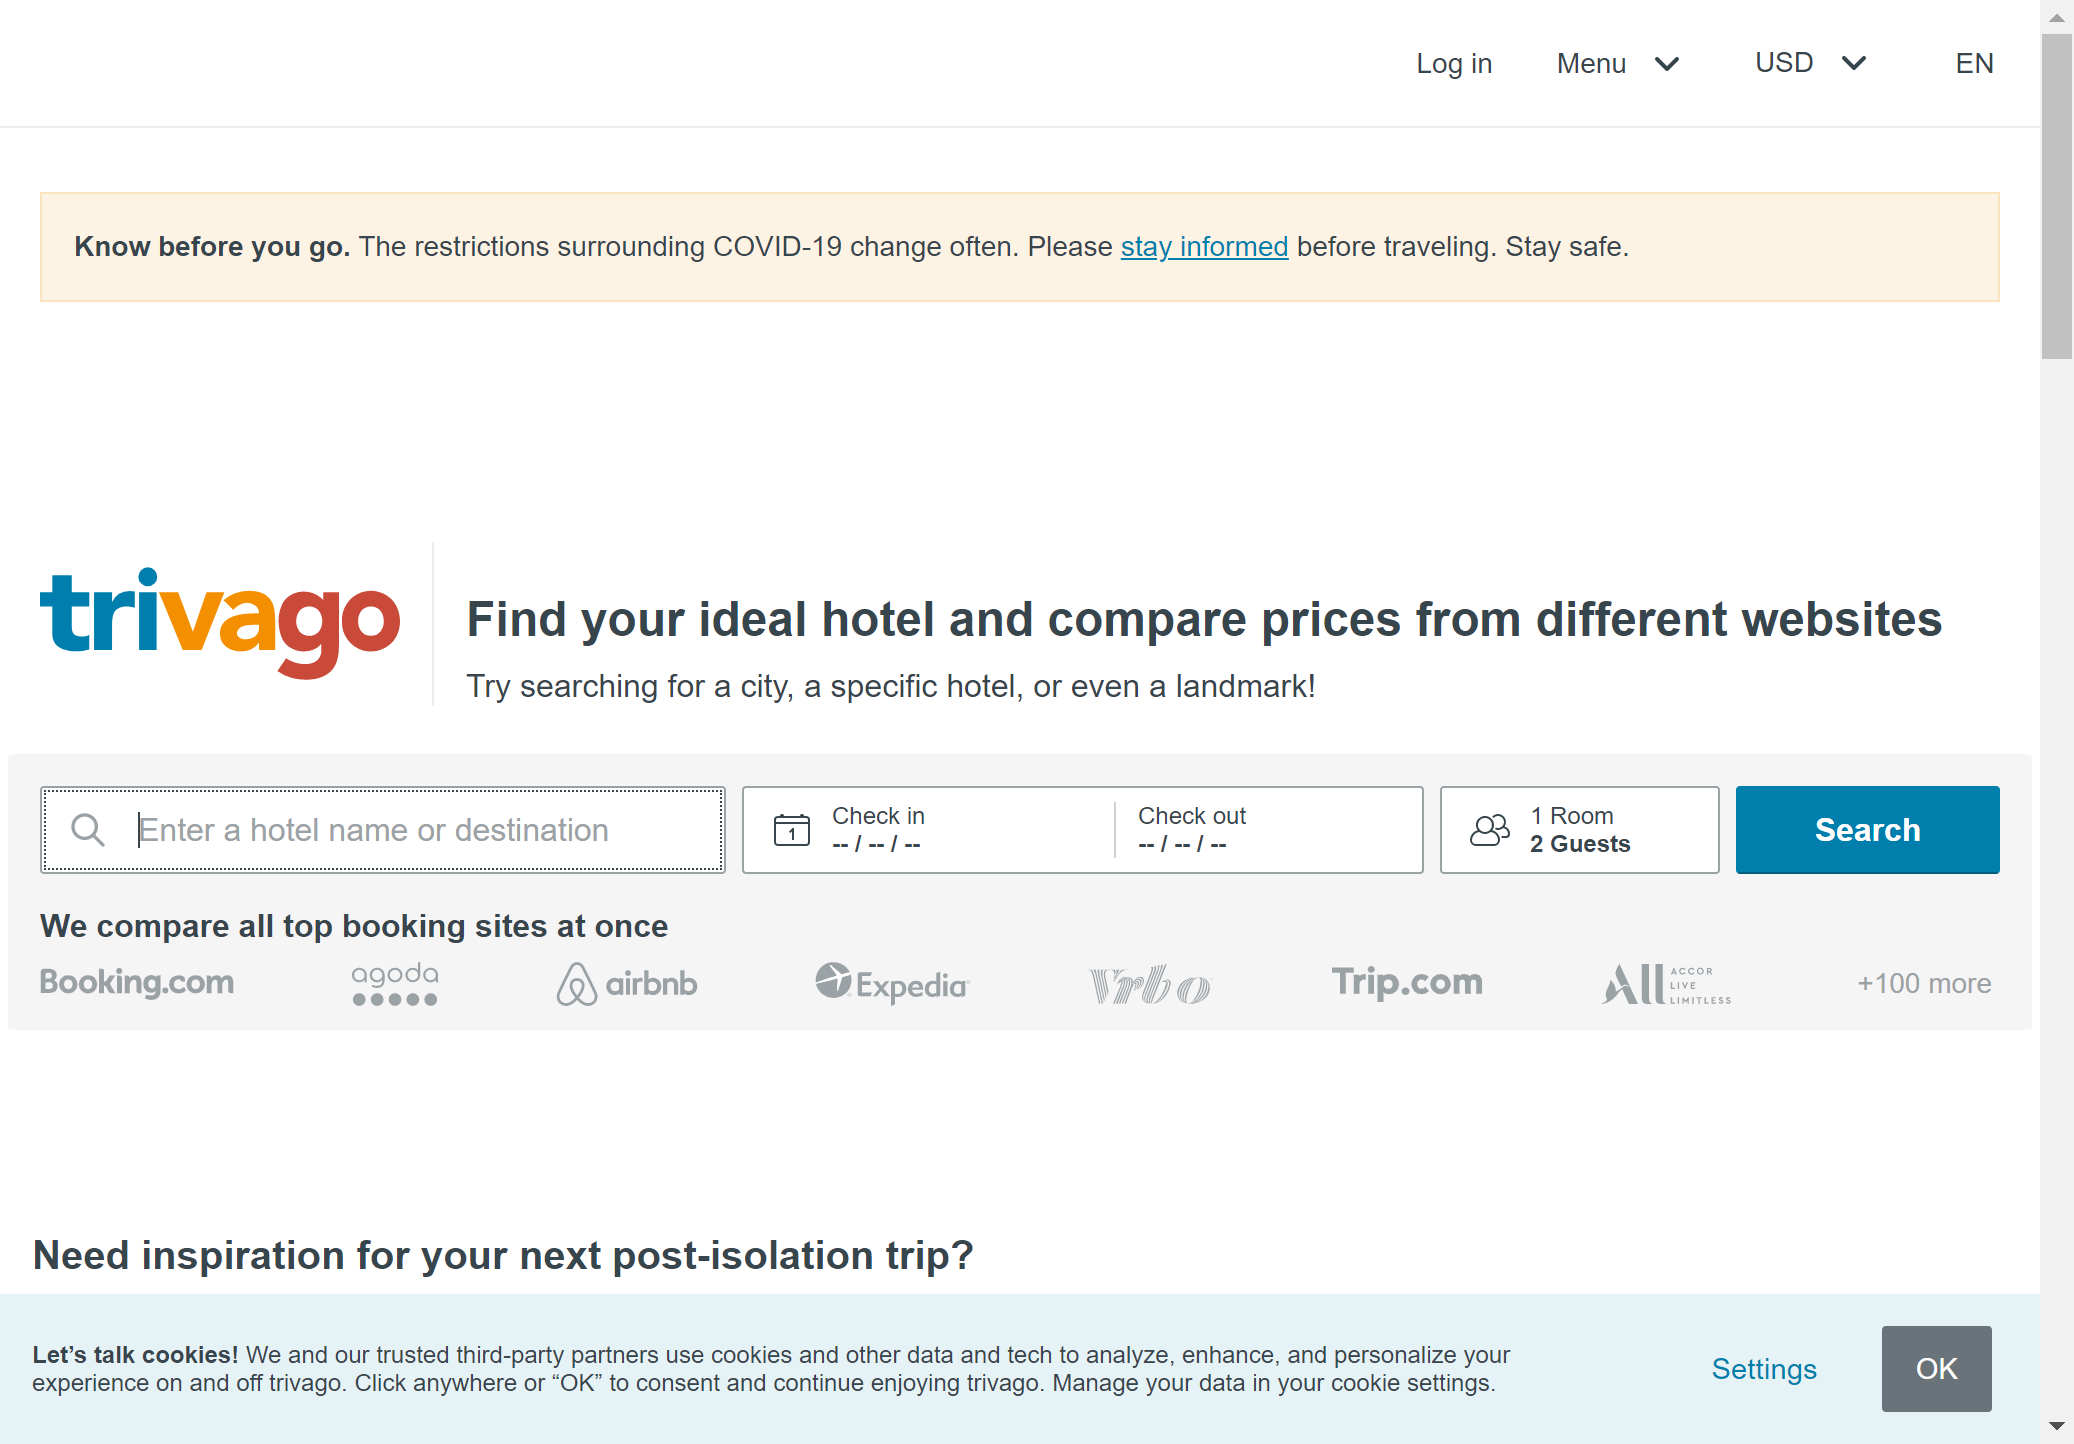 Log in Menu USD EN
Know before you go. The restrictions surrounding COVID-19 change often. Please stay informed before traveling. Stay safe.
trivago
Find your ideal hotel and compare prices from different websites
Try searching for a city, a specific hotel, or even a landmark!
Enter a hotel name or destination
1
Check in
-- / -- / --
Check out
-- / -- / --
1 Room
2 Guests
Search
We compare all top booking sites at once
Booking.com
agoda
airbnb
Expedia
Vrbo
Trip.com
All ACCOR
LIVE
LIMITLESS
+100 more
Need inspiration for your next post-isolation trip?
Let’s talk cookies! We and our trusted third-party partners use cookies and other data and tech to analyze, enhance, and personalize your
experience on and off trivago. Click anywhere or “OK” to consent and continue enjoying trivago. Manage your data in your cookie settings.
Settings
OK